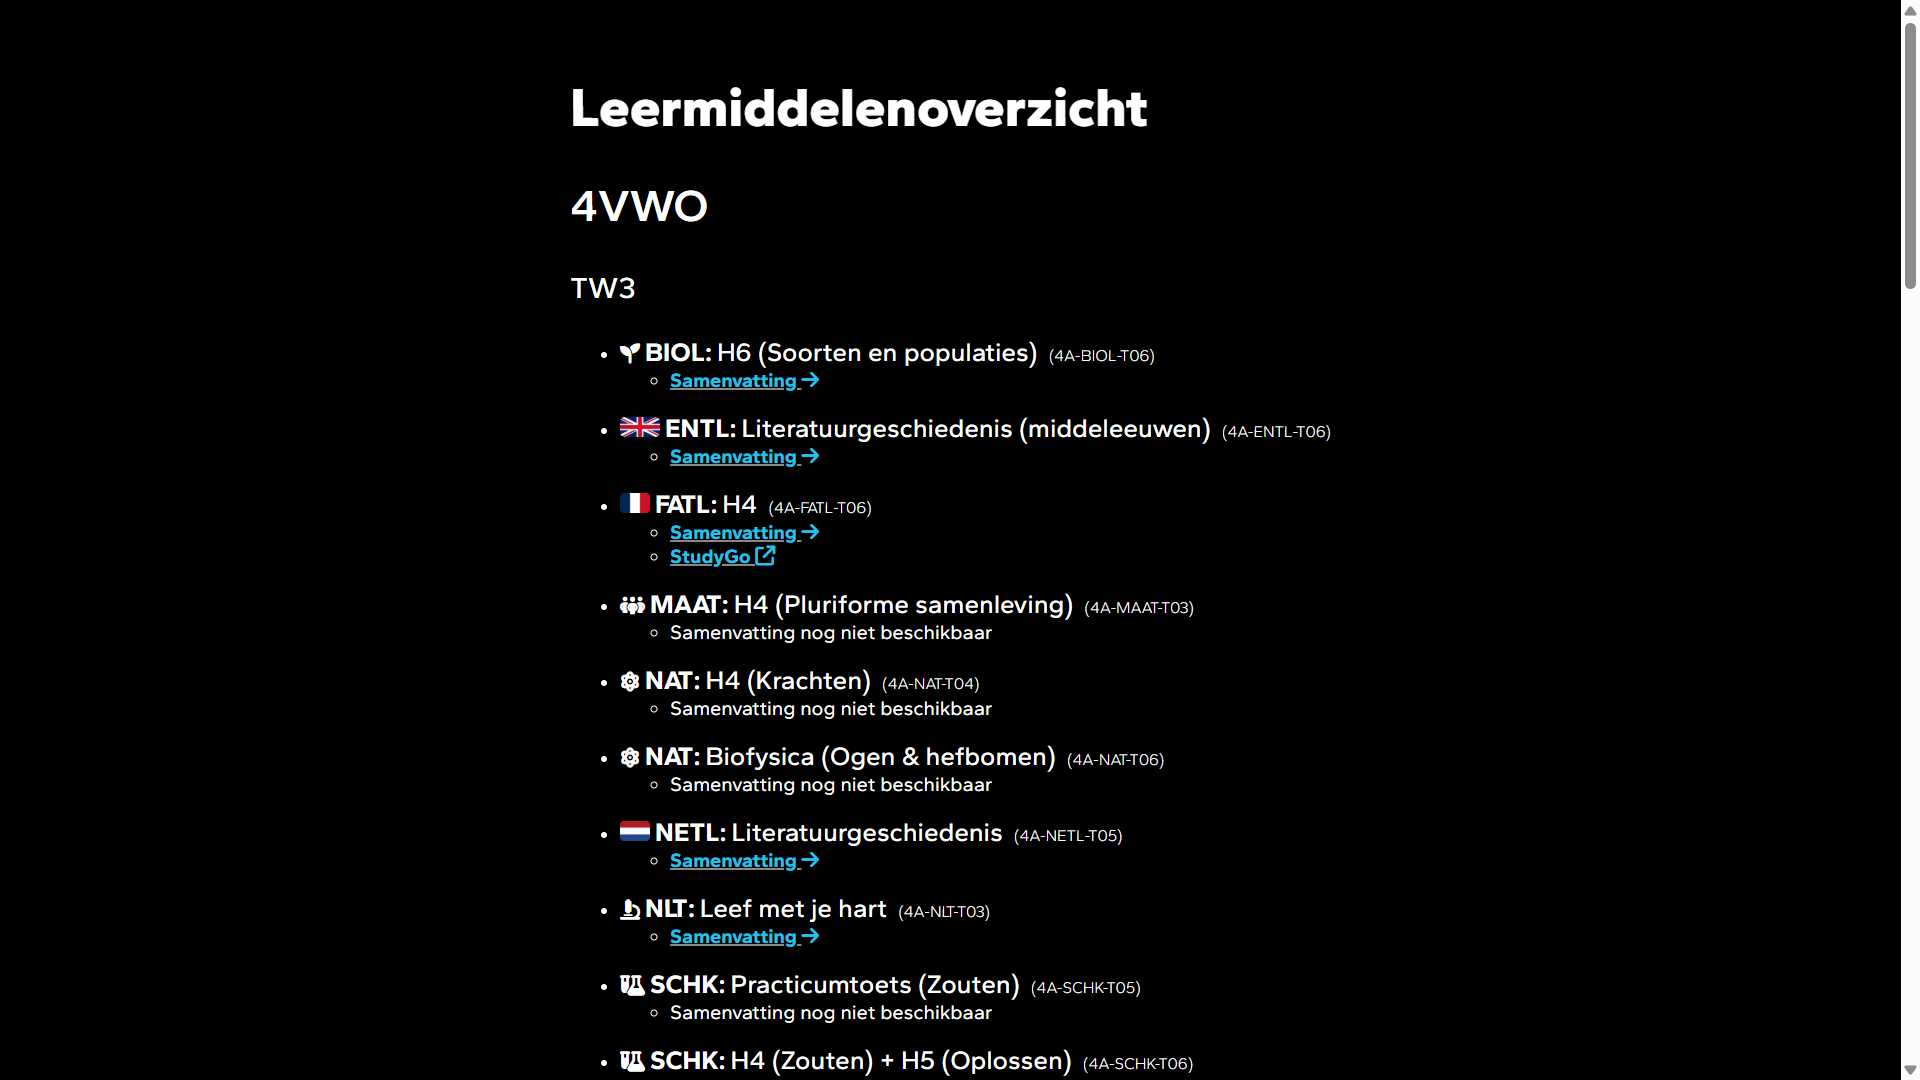 Leermiddelenoverzicht
4VWO
TW3
BIOL: H6 (Soorten en populaties) (4A-BIOL-T06)
Samenvatting
ENTL: Literatuurgeschiedenis (middeleeuwen) (4A-ENTL-T06)
Samenvatting
FATL: H4 (4A-FATL-T06)
Samenvatting
StudyGo
MAAT: H4 (Pluriforme samenleving) (4A-MAAT-T03)
Samenvatting nog niet beschikbaar
NAT: H4 (Krachten) (4A-NAT-T04)
Samenvatting nog niet beschikbaar
NAT: Biofysica (Ogen & hefbomen) (4A-NAT-T06)
Samenvatting nog niet beschikbaar
NETL: Literatuurgeschiedenis (4A-NETL-T05)
Samenvatting
NLT: Leef met je hart (4A-NLT-T03)
Samenvatting
SCHK: Practicumtoets (Zouten) (4A-SCHK-T05)
Samenvatting nog niet beschikbaar
SCHK: H4 (Zouten) + H5 (Oplossen) (4A-SCHK-T06)